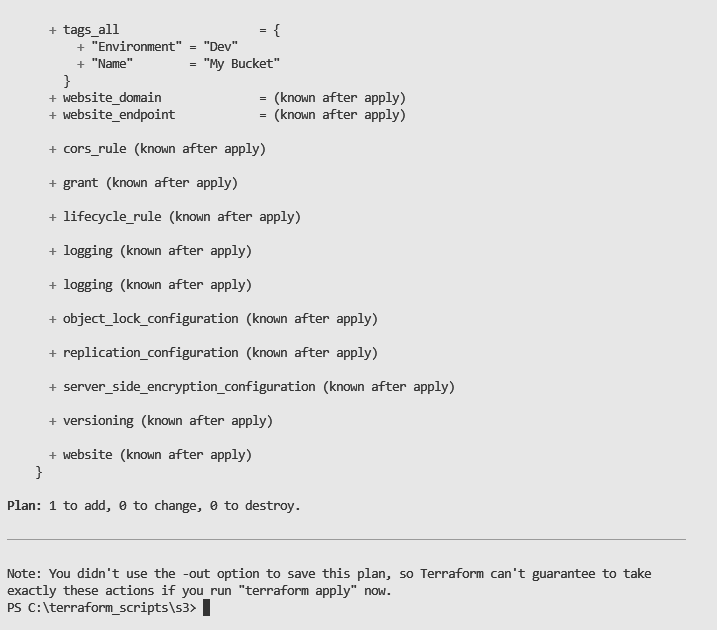 + tags_all                    = {
+ "Environment" = "Dev"
+ "Name"        = "My Bucket"
}
+ website_domain              = (known after apply)
+ website_endpoint            = (known after apply)
+ cors_rule (known after apply)
+ grant (known after apply)
+ lifecycle_rule (known after apply)
+ logging (known after apply)
+ logging (known after apply)
+ object_lock_configuration (known after apply)
+ replication_configuration (known after apply)
+ server_side_encryption_configuration (known after apply)
+ versioning (known after apply)
+ website (known after apply)
}
Plan: 1 to add, 0 to change, 0 to destroy.
Note: You didn't use the -out option to save this plan, so Terraform can't guarantee to take
exactly these actions if you run "terraform apply" now.
PS C:\terraform_scripts\s3>